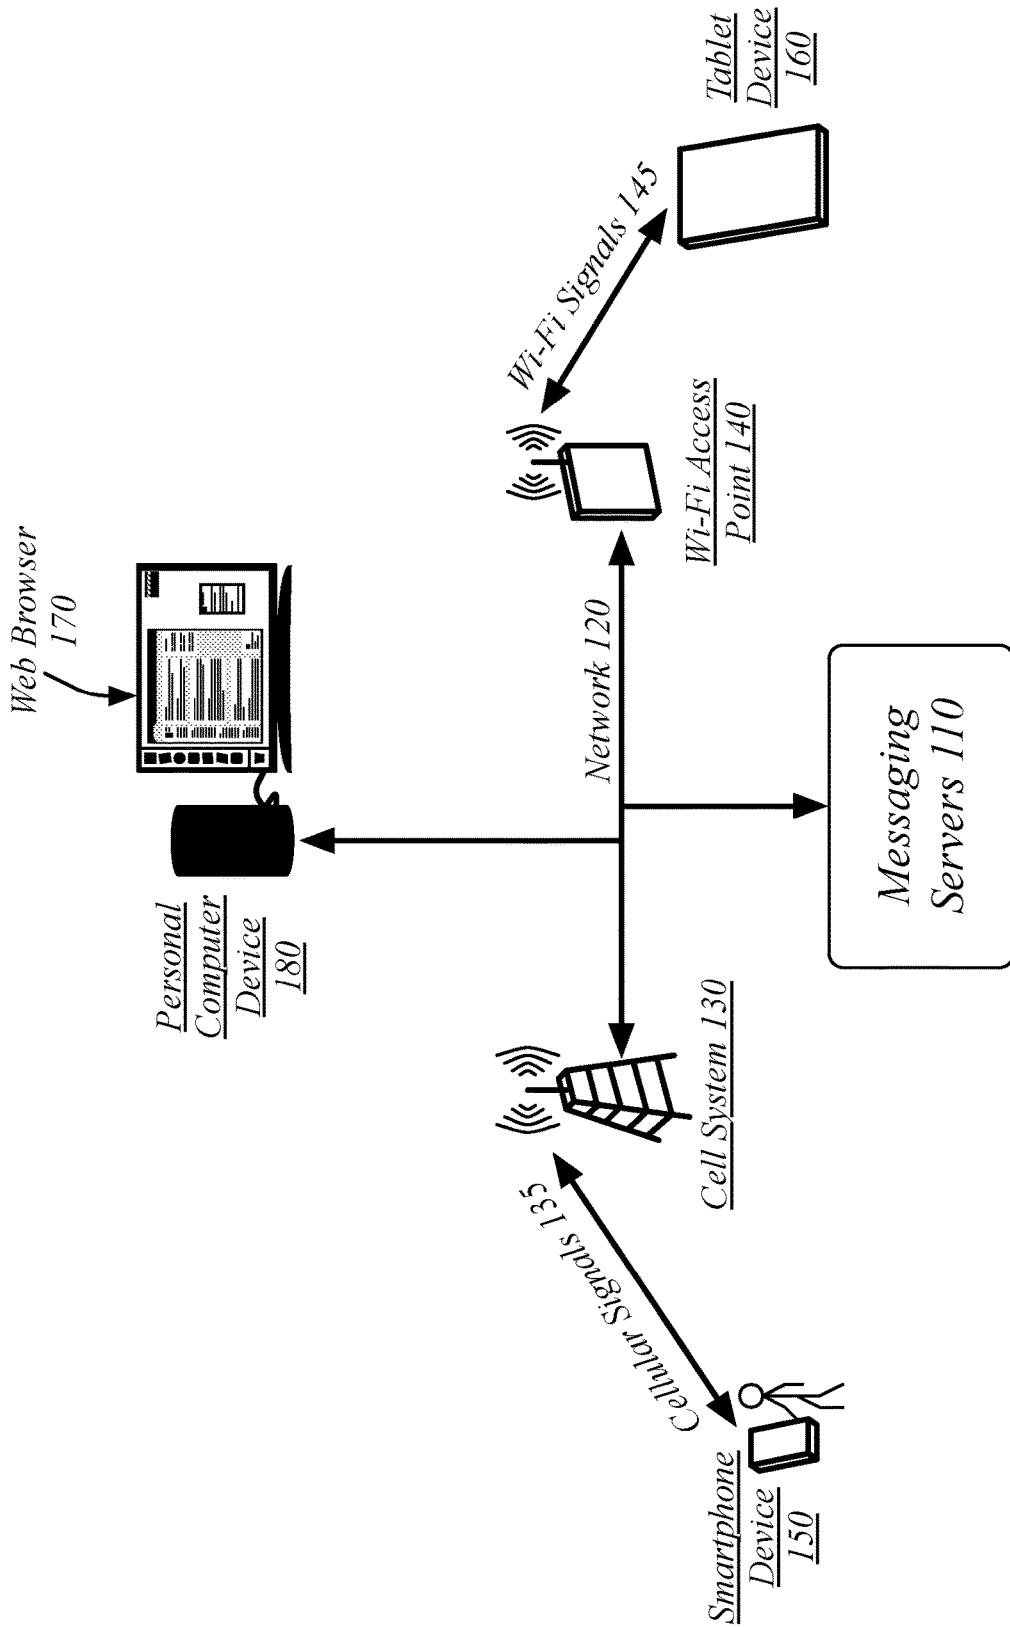 Web Browser
170
Personal
Computer
Device
180
Network 120
Wi-Fi Signals 145
Cellular Signals 135
Tablet
Device
160
Wi-Fi Access
Point 140
Cell System 130
Smartphone
Device
150
Messaging
Servers 110